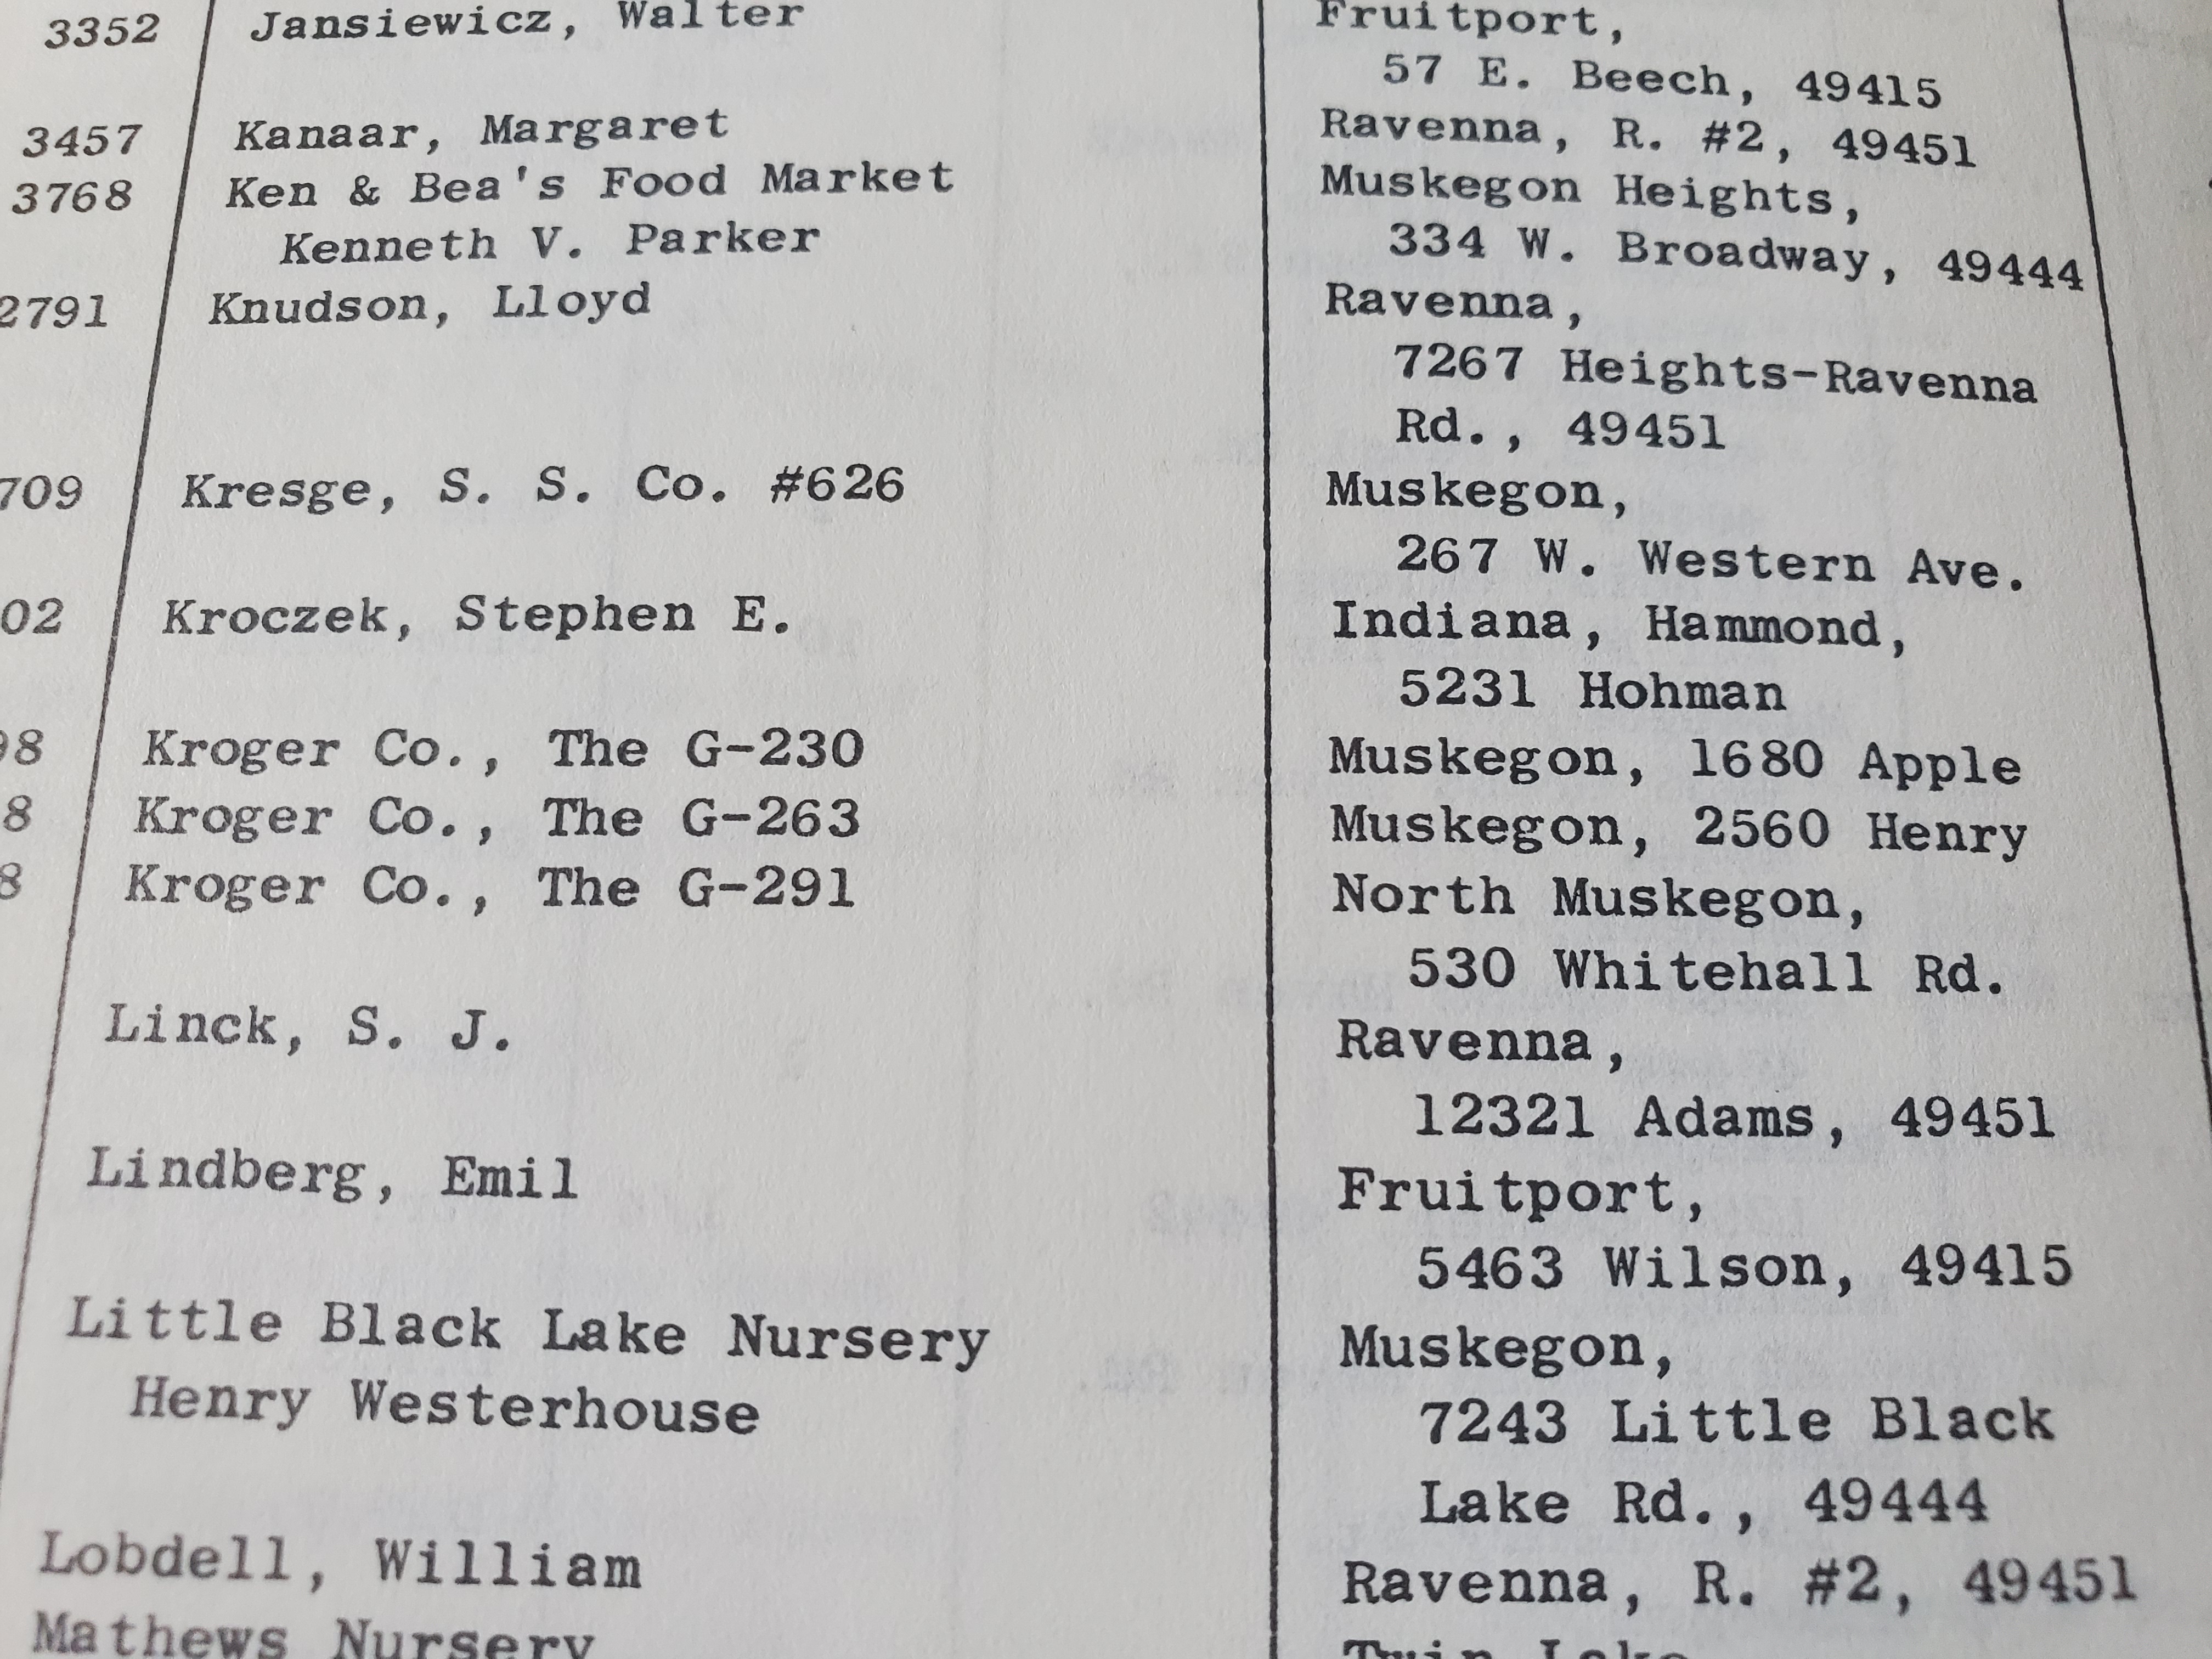 3352 Jansiewicz, Walter Fruitport,
57 E. Beech, 49415
3457 Kanaar, Margaret Ravenna, R. #2, 49451
3768 Ken & Bea's Food Market Muskegon Heights,
Kenneth V. Parker 334 W. Broadway, 49444
2791 Knudson, Lloyd Ravenna,
7267 Heights-Ravenna
Rd., 49451
709 Kresge, S. S. Co. #626 Muskegon,
267 W. Western Ave.
02 Kroczek, Stephen E. Indiana, Hammond,
5231 Hohman
98 Kroger Co., The G-230 Muskegon, 1680 Apple
8 Kroger Co., The G-263 Muskegon, 2560 Henry
8 Kroger Co., The G-291 North Muskegon,
530 Whitehall Rd.
Linck, S. J. Ravenna,
12321 Adams, 49451
Lindberg, Emil Fruitport,
5463 Wilson, 49415
Little Black Lake Nursery Muskegon,
Henry Westerhouse 7243 Little Black
Lake Rd., 49444
Lobdell, William Ravenna, R. #2, 49451
Mathews Nursery Twin Lake